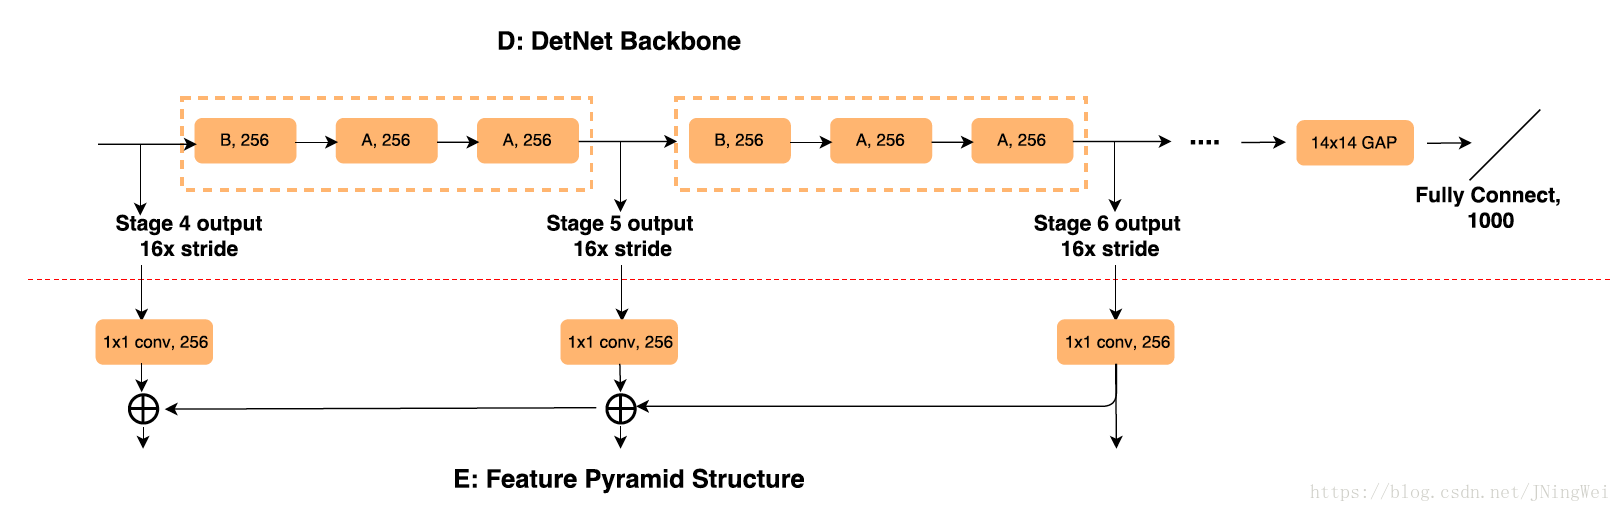 D: DetNet Backbone
B, 256
A, 256
A, 256
B, 256
A, 256
A, 256
....
14x14 GAP
Fully Connect,
1000
Stage 4 output
16x stride
Stage 5 output
16x stride
Stage 6 output
16x stride
1x1 conv, 256
1x1 conv, 256
1x1 conv, 256
E: Feature Pyramid Structure
https://blog.csdn.net/JNingWei